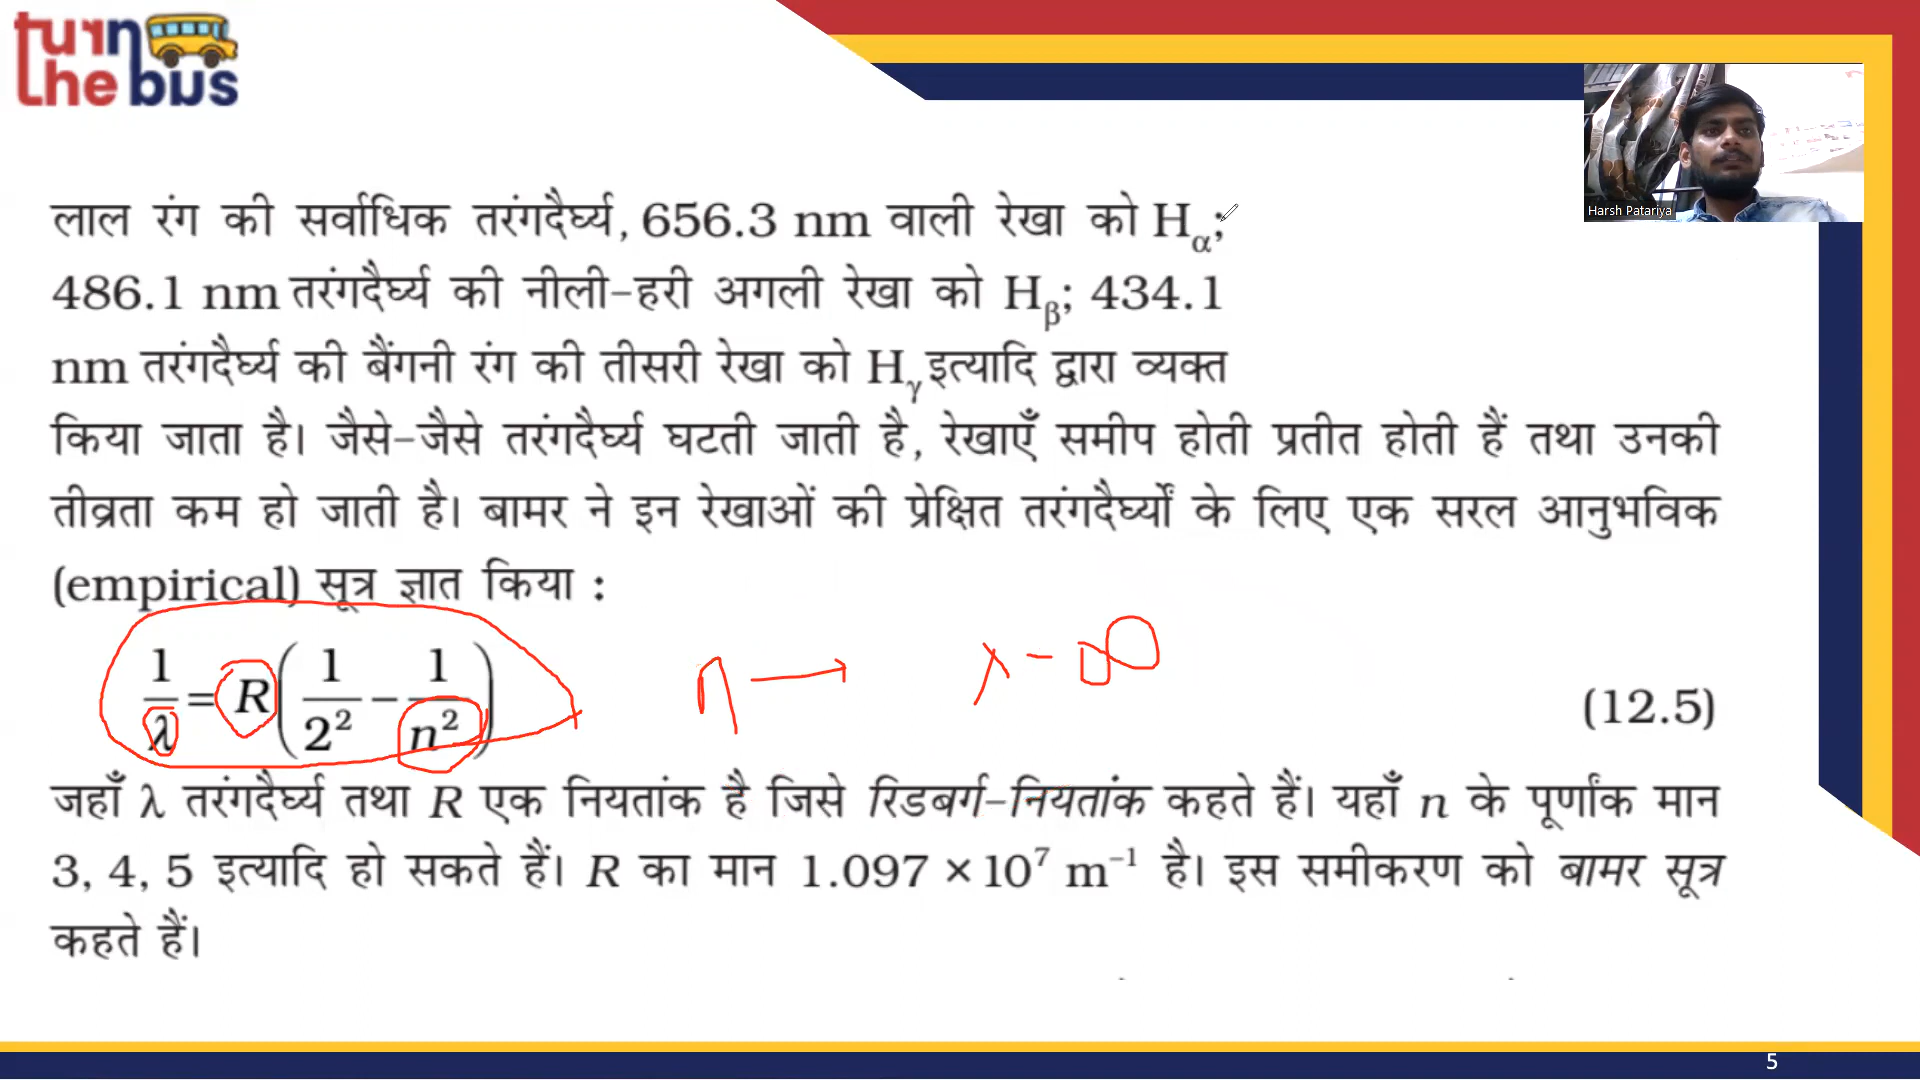 turn
the bus
Harsh Patariya
लाल रंग की सर्वाधिक तरंगदैर्घ्य, 656.3 nm वाली रेखा को Hα;
486.1 nm तरंगदैर्घ्य की नीली-हरी अगली रेखा को Hβ; 434.1
nm तरंगदैर्घ्य की बैंगनी रंग की तीसरी रेखा को Hγ इत्यादि द्वारा व्यक्त
किया जाता है। जैसे-जैसे तरंगदैर्घ्य घटती जाती है, रेखाएँ समीप होती प्रतीत होती हैं तथा उनकी
तीव्रता कम हो जाती है। बामर ने इन रेखाओं की प्रेक्षित तरंगदैर्घ्यों के लिए एक सरल आनुभविक
(empirical) सूत्र ज्ञात किया :
1/λ = R(1/2² − 1/n²) n → λ - ∞ (12.5)
जहाँ λ तरंगदैर्घ्य तथा R एक नियतांक है जिसे रिडबर्ग-नियतांक कहते हैं। यहाँ n के पूर्णांक मान
3, 4, 5 इत्यादि हो सकते हैं। R का मान 1.097 × 10⁷ m⁻¹ है। इस समीकरण को बामर सूत्र
कहते हैं।
5